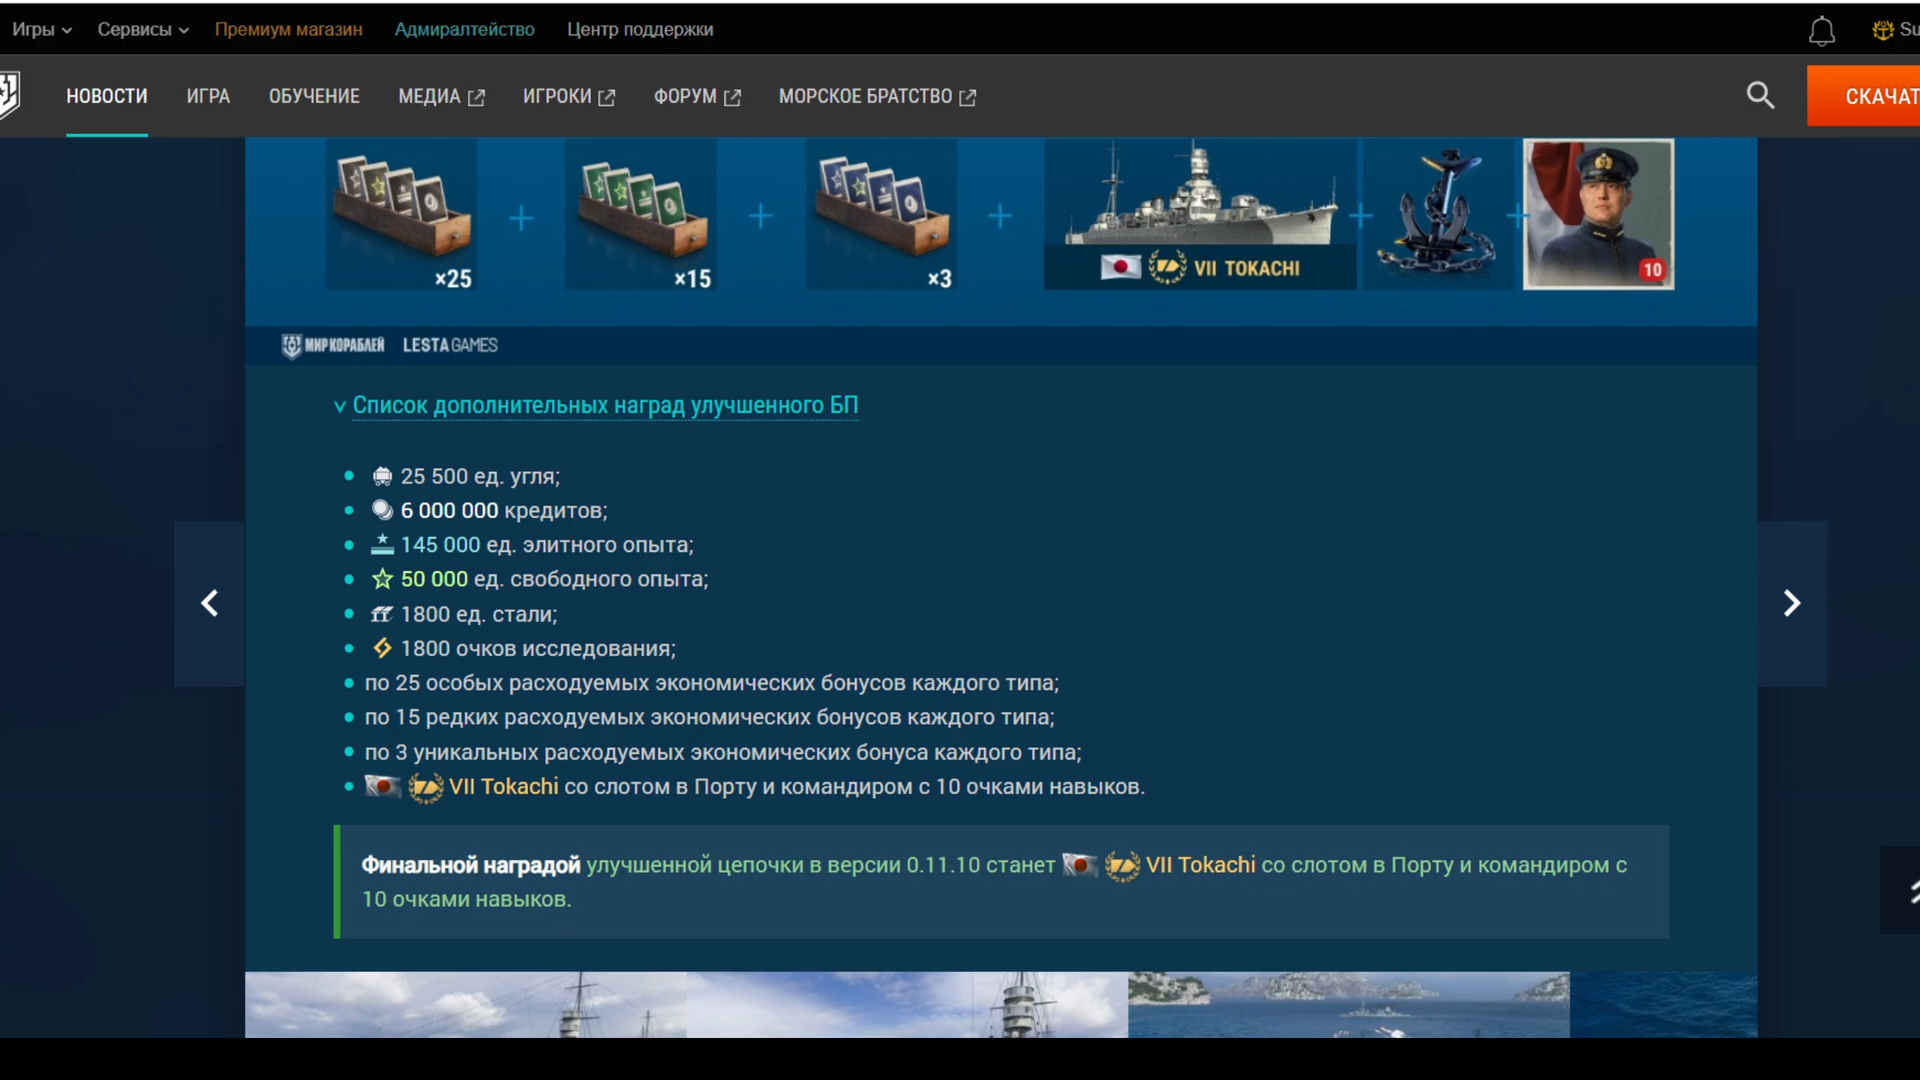 Игры Сервисы Премиум магазин Адмиралтейство Центр поддержки Su
НОВОСТИ ИГРА ОБУЧЕНИЕ МЕДИА ИГРОКИ ФОРУМ МОРСКОЕ БРАТСТВО СКАЧАТ
×25 ×15 ×3 VII TOKACHI 10
МИР КОРАБЛЕЙ LESTA GAMES
Список дополнительных наград улучшенного БП
25 500 ед. угля;
6 000 000 кредитов;
145 000 ед. элитного опыта;
50 000 ед. свободного опыта;
1800 ед. стали;
1800 очков исследования;
по 25 особых расходуемых экономических бонусов каждого типа;
по 15 редких расходуемых экономических бонусов каждого типа;
по 3 уникальных расходуемых экономических бонуса каждого типа;
VII Tokachi со слотом в Порту и командиром с 10 очками навыков.
Финальной наградой улучшенной цепочки в версии 0.11.10 станет VII Tokachi со слотом в Порту и командиром с
10 очками навыков.